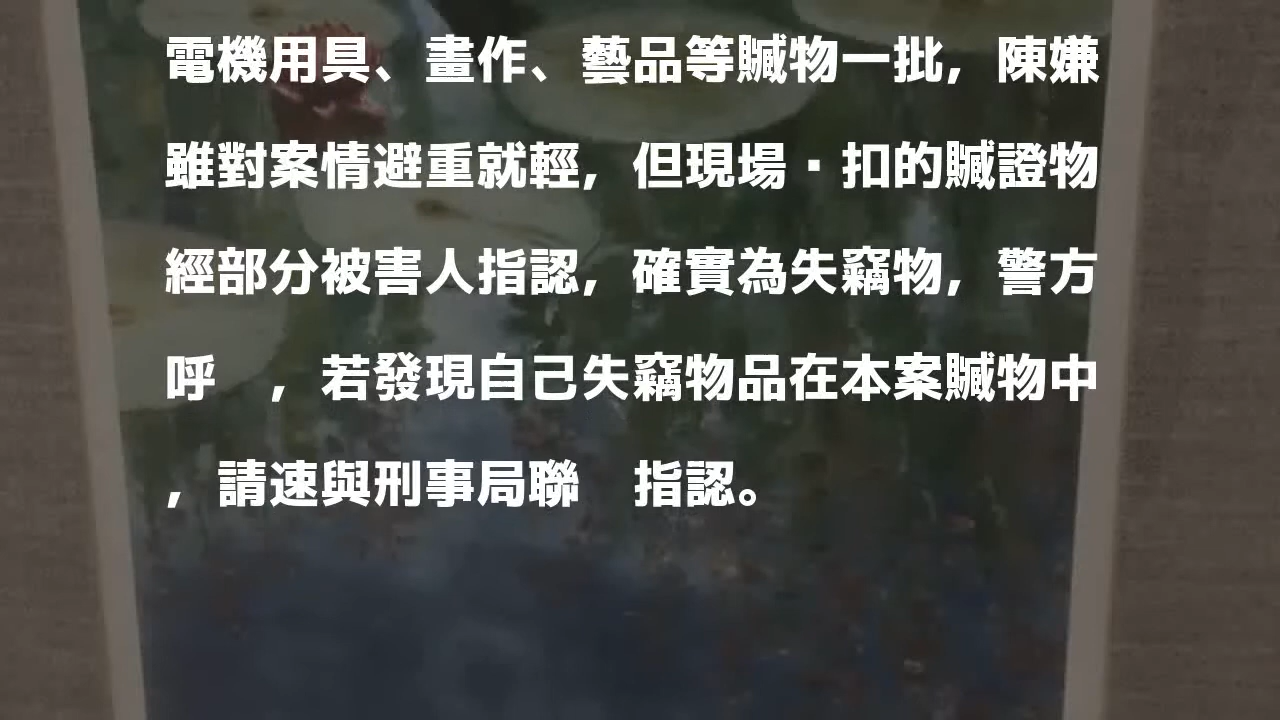 電機用具、畫作、藝品等贓物一批，陳嫌
雖對案情避重就輕，但現場▪扣的贓證物
經部分被害人指認，確實為失竊物，警方
呼　，若發現自己失竊物品在本案贓物中
，請速與刑事局聯　指認。